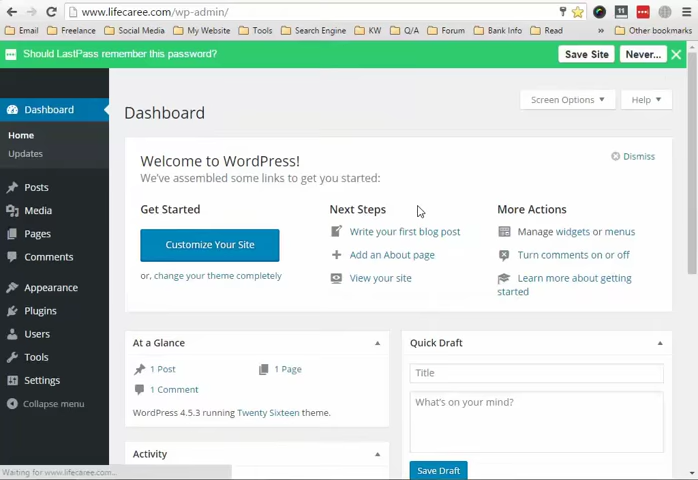 www.lifecaree.com/wp-admin/
Email Freelance Social Media My Website Tools Search Engine KW Q/A Forum Bank Info Read » Other bookmarks
Should LastPass remember this password? Save Site Never...
Dashboard
Home
Updates
Posts
Media
Pages
Comments
Appearance
Plugins
Users
Tools
Settings
Collapse menu
Screen Options Help
Dashboard
Welcome to WordPress!
Dismiss
We've assembled some links to get you started:
Get Started
Customize Your Site
or, change your theme completely
Next Steps
Write your first blog post
Add an About page
View your site
More Actions
Manage widgets or menus
Turn comments on or off
Learn more about getting
started
At a Glance
1 Post 1 Page
1 Comment
WordPress 4.5.3 running Twenty Sixteen theme.
Activity
Quick Draft
Title
What's on your mind?
Save Draft
Waiting for www.lifecaree.com...